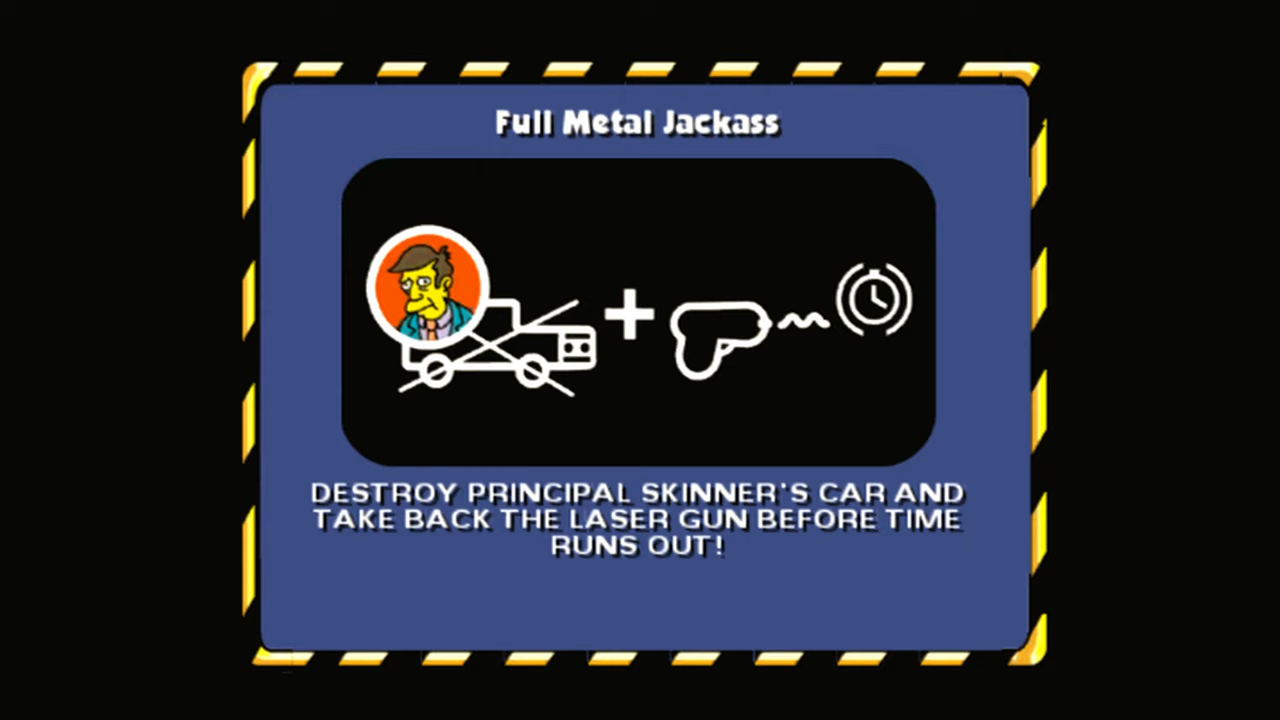 Full Metal Jackass
DESTROY PRINCIPAL SKINNER'S CAR AND
TAKE BACK THE LASER GUN BEFORE TIME
RUNS OUT!